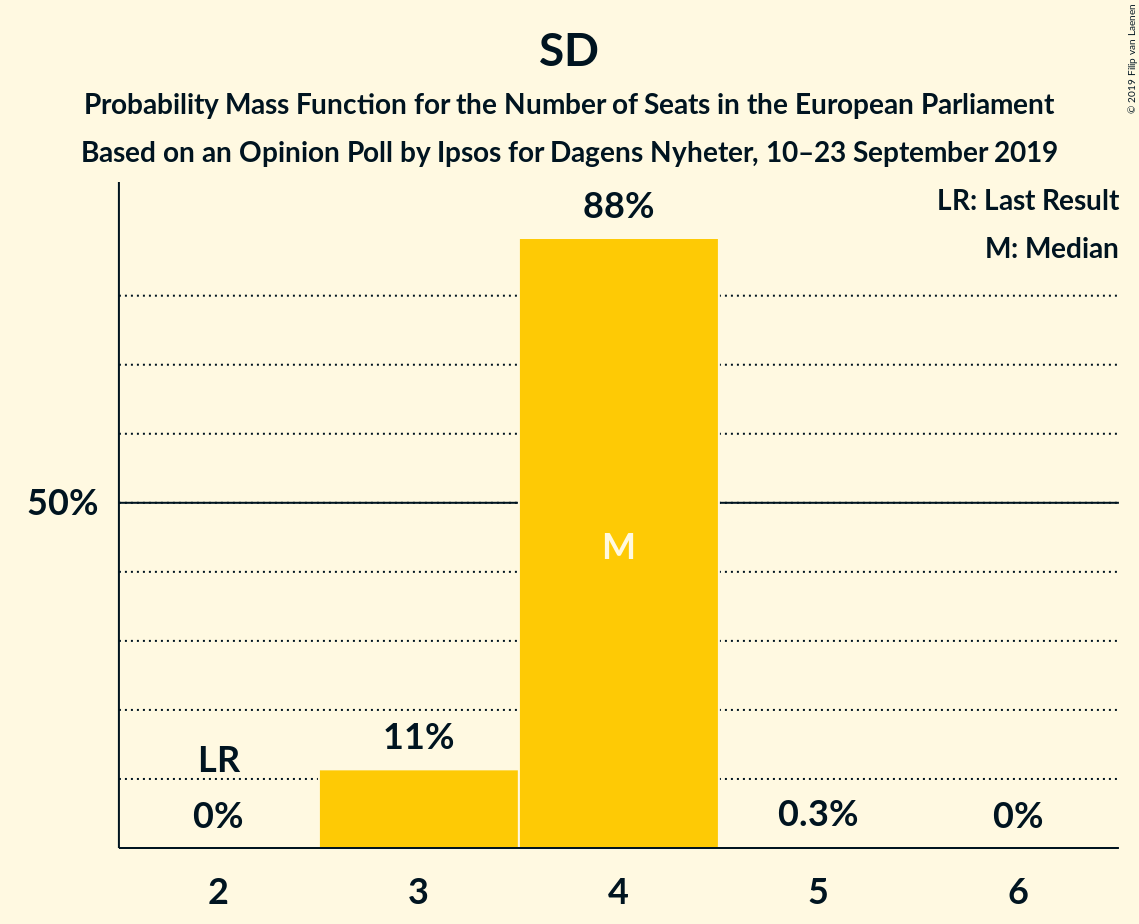 SD
Probability Mass Function for the Number of Seats in the European Parliament
Based on an Opinion Poll by Ipsos for Dagens Nyheter, 10–23 September 2019
© 2019 Filip van Laenen
LR: Last Result
M: Median
88%
50%
M
11%
LR
0%
0.3%
0%
2 3 4 5 6